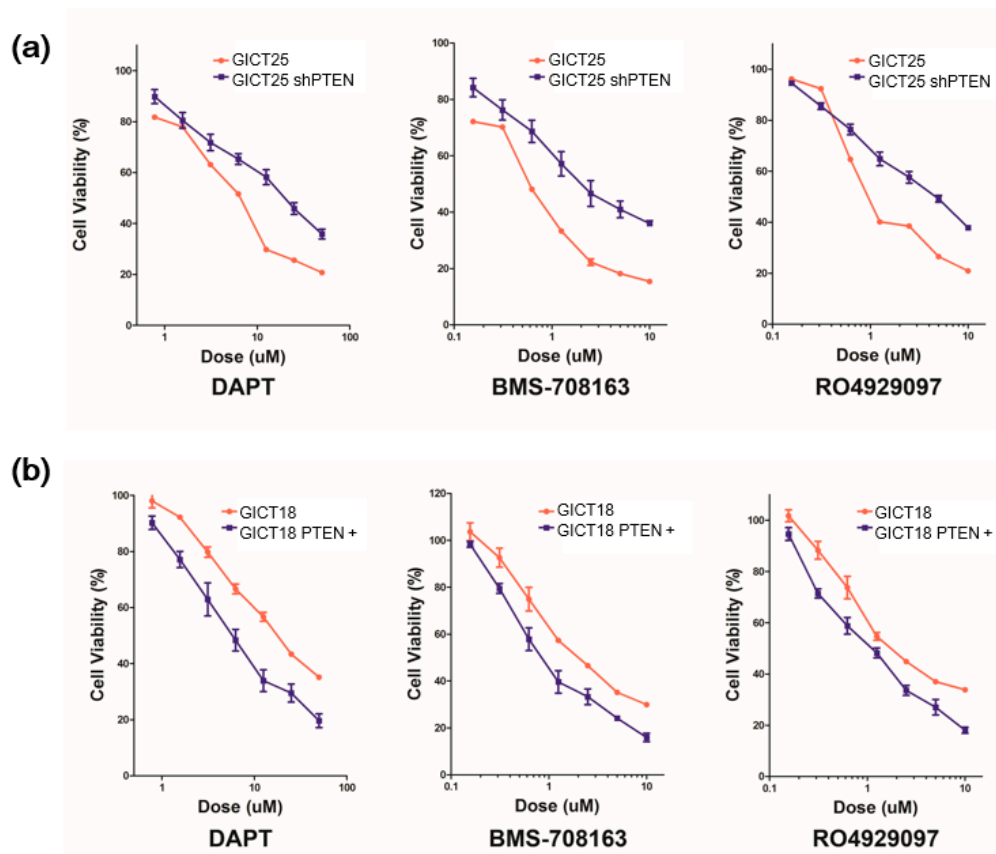 (a)
GICT25
GICT25 shPTEN
100
80
60
40
20
0
Cell Viability (%)
1
10
100
Dose (uM)
DAPT
GICT25
GICT25 shPTEN
100
80
60
40
20
0
Cell Viability (%)
0.1
1
10
Dose (uM)
BMS-708163
GICT25
GICT25 shPTEN
100
80
60
40
20
0
Cell Viability (%)
0.1
1
10
Dose (uM)
RO4929097
(b)
GICT18
GICT18 PTEN +
100
80
60
40
20
0
Cell Viability (%)
1
10
100
Dose (uM)
DAPT
GICT18
GICT18 PTEN +
120
100
80
60
40
20
0
Cell Viability (%)
0.1
1
10
Dose (uM)
BMS-708163
GICT18
GICT18 PTEN +
100
80
60
40
20
0
Cell Viability (%)
0.1
1
10
Dose (uM)
RO4929097